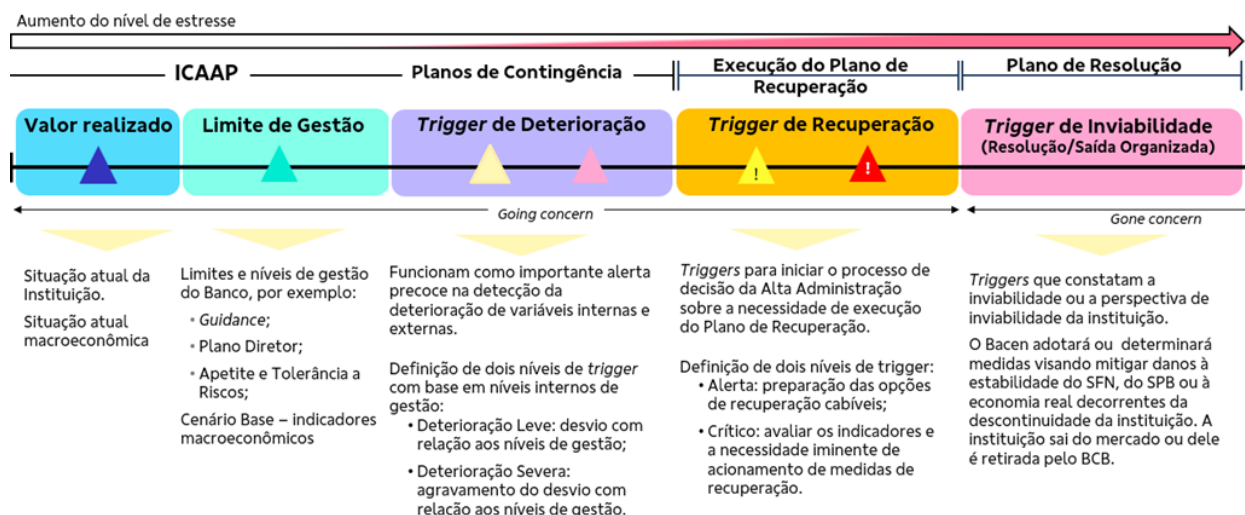 Aumento do nível de estresse
ICAAP
Planos de Contingência
Execução do Plano de
Recuperação
Plano de Resolução
Valor realizado
Limite de Gestão
Trigger de Deterioração
Trigger de Recuperação
Trigger de Inviabilidade
(Resolução/Saída Organizada)
!
!
Going concern
Gone concern
Situação atual da
Instituição.
Situação atual
macroeconômica
Limites e níveis de gestão
do Banco, por exemplo:
• Guidance;
• Plano Diretor;
• Apetite e Tolerância a
Riscos;
Cenário Base – indicadores
macroeconômicos
Funcionam como importante alerta
precoce na detecção da
deterioração de variáveis internas e
externas.
Definição de dois níveis de trigger
com base em níveis internos de
gestão:
• Deterioração Leve: desvio com
relação aos níveis de gestão;
• Deterioração Severa:
agravamento do desvio com
relação aos níveis de gestão.
Triggers para iniciar o processo de
decisão da Alta Administração
sobre a necessidade de execução
do Plano de Recuperação.
Definição de dois níveis de trigger:
• Alerta: preparação das opções
de recuperação cabíveis;
• Crítico: avaliar os indicadores e
a necessidade iminente de
acionamento de medidas de
recuperação.
Triggers que constatam a
inviabilidade ou a perspectiva de
inviabilidade da instituição.
O Bacen adotará ou determinará
medidas visando mitigar danos à
estabilidade do SFN, do SPB ou à
economia real decorrentes da
descontinuidade da instituição. A
instituição sai do mercado ou dele
é retirada pelo BCB.